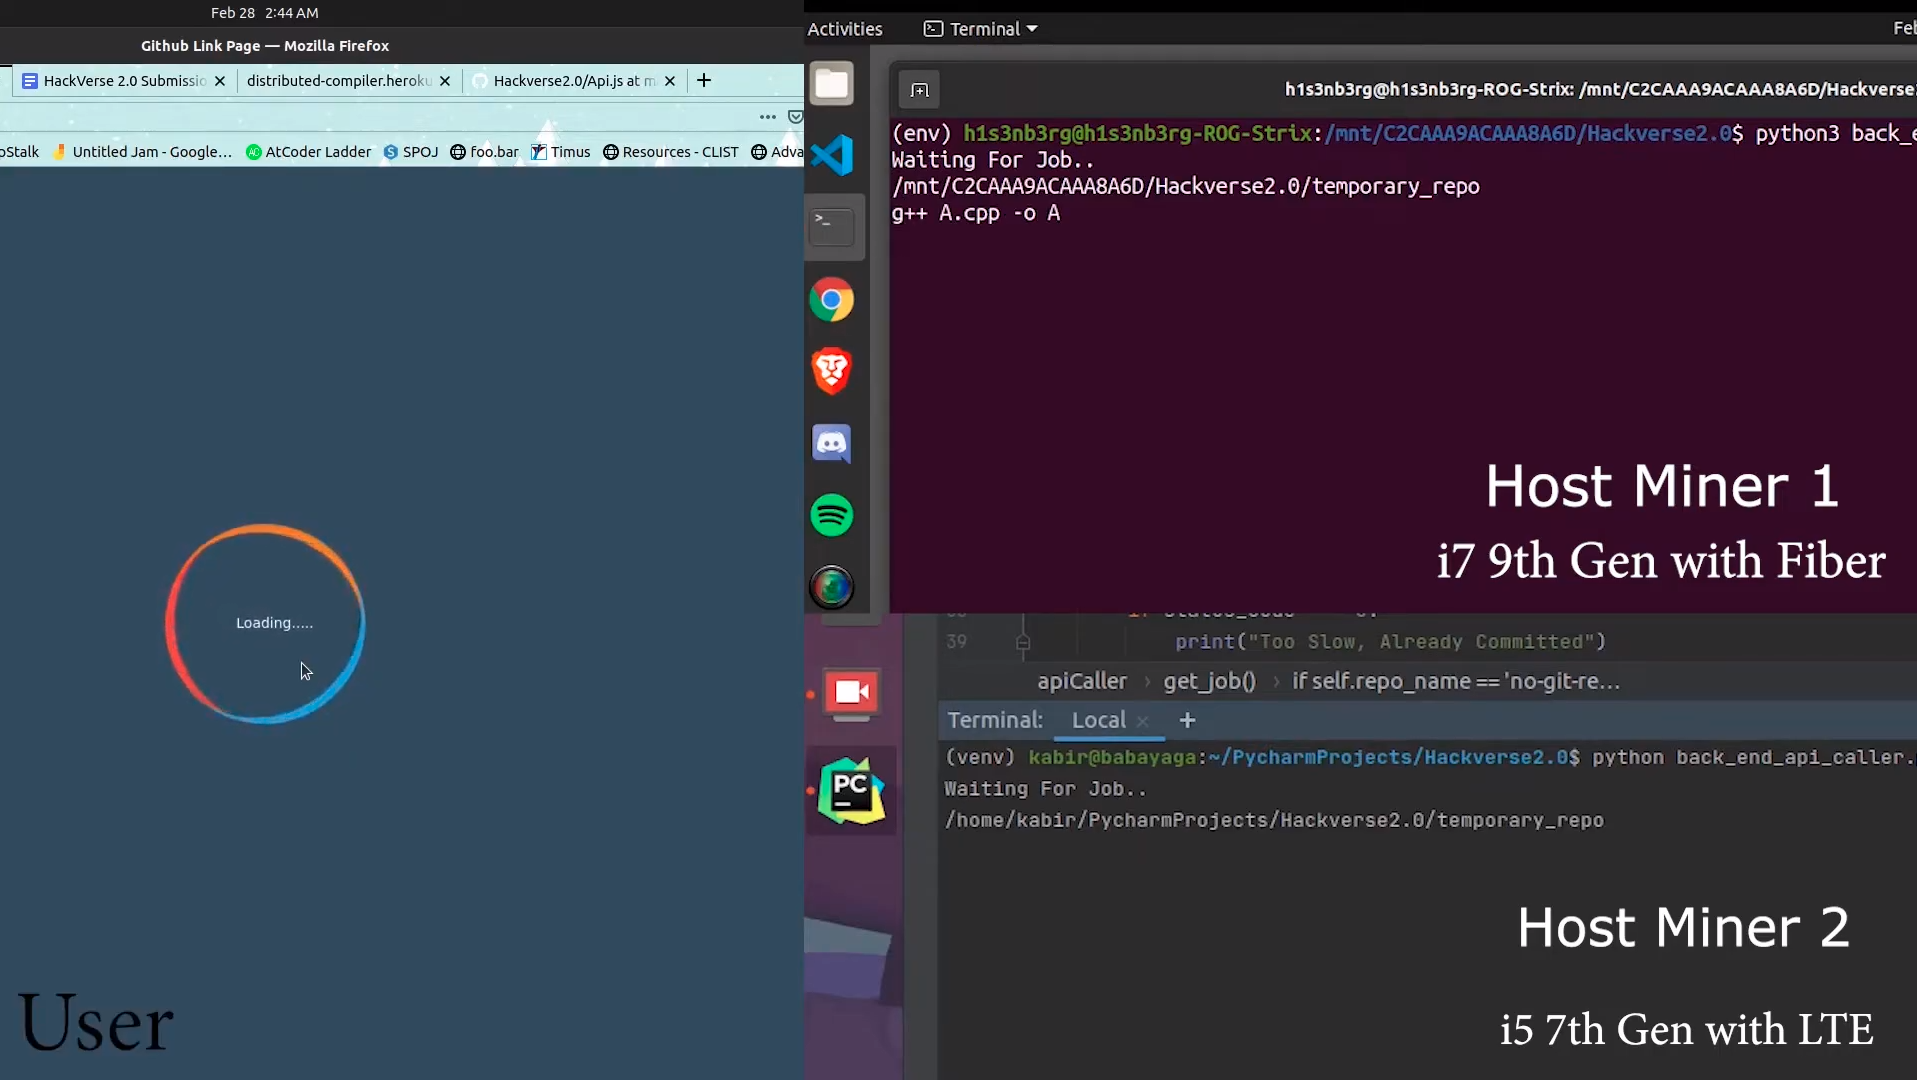 Feb 28 2:44 AM
Github Link Page — Mozilla Firefox
HackVerse 2.0 Submissio
distributed-compiler.heroku
Hackverse2.0/Api.js at m
oStalk
Untitled Jam - Google…
AtCoder Ladder
SPOJ
foo.bar
Timus
Resources - CLIST
Adva
Loading.....
User
Activities
Terminal
Feb
h1s3nb3rg@h1s3nb3rg-ROG-Strix: /mnt/C2CAAA9ACAAA8A6D/Hackverse
(env) h1s3nb3rg@h1s3nb3rg-ROG-Strix:/mnt/C2CAAA9ACAAA8A6D/Hackverse2.0$ python3 back_e
Waiting For Job..
/mnt/C2CAAA9ACAAA8A6D/Hackverse2.0/temporary_repo
g++ A.cpp -o A
Host Miner 1
i7 9th Gen with Fiber
39 print("Too Slow, Already Committed")
apiCaller › get_job() › if self.repo_name == 'no-git-re...
Terminal: Local × +
(venv) kabir@babayaga:~/PycharmProjects/Hackverse2.0$ python back_end_api_caller.
Waiting For Job..
/home/kabir/PycharmProjects/Hackverse2.0/temporary_repo
PC
Host Miner 2
i5 7th Gen with LTE